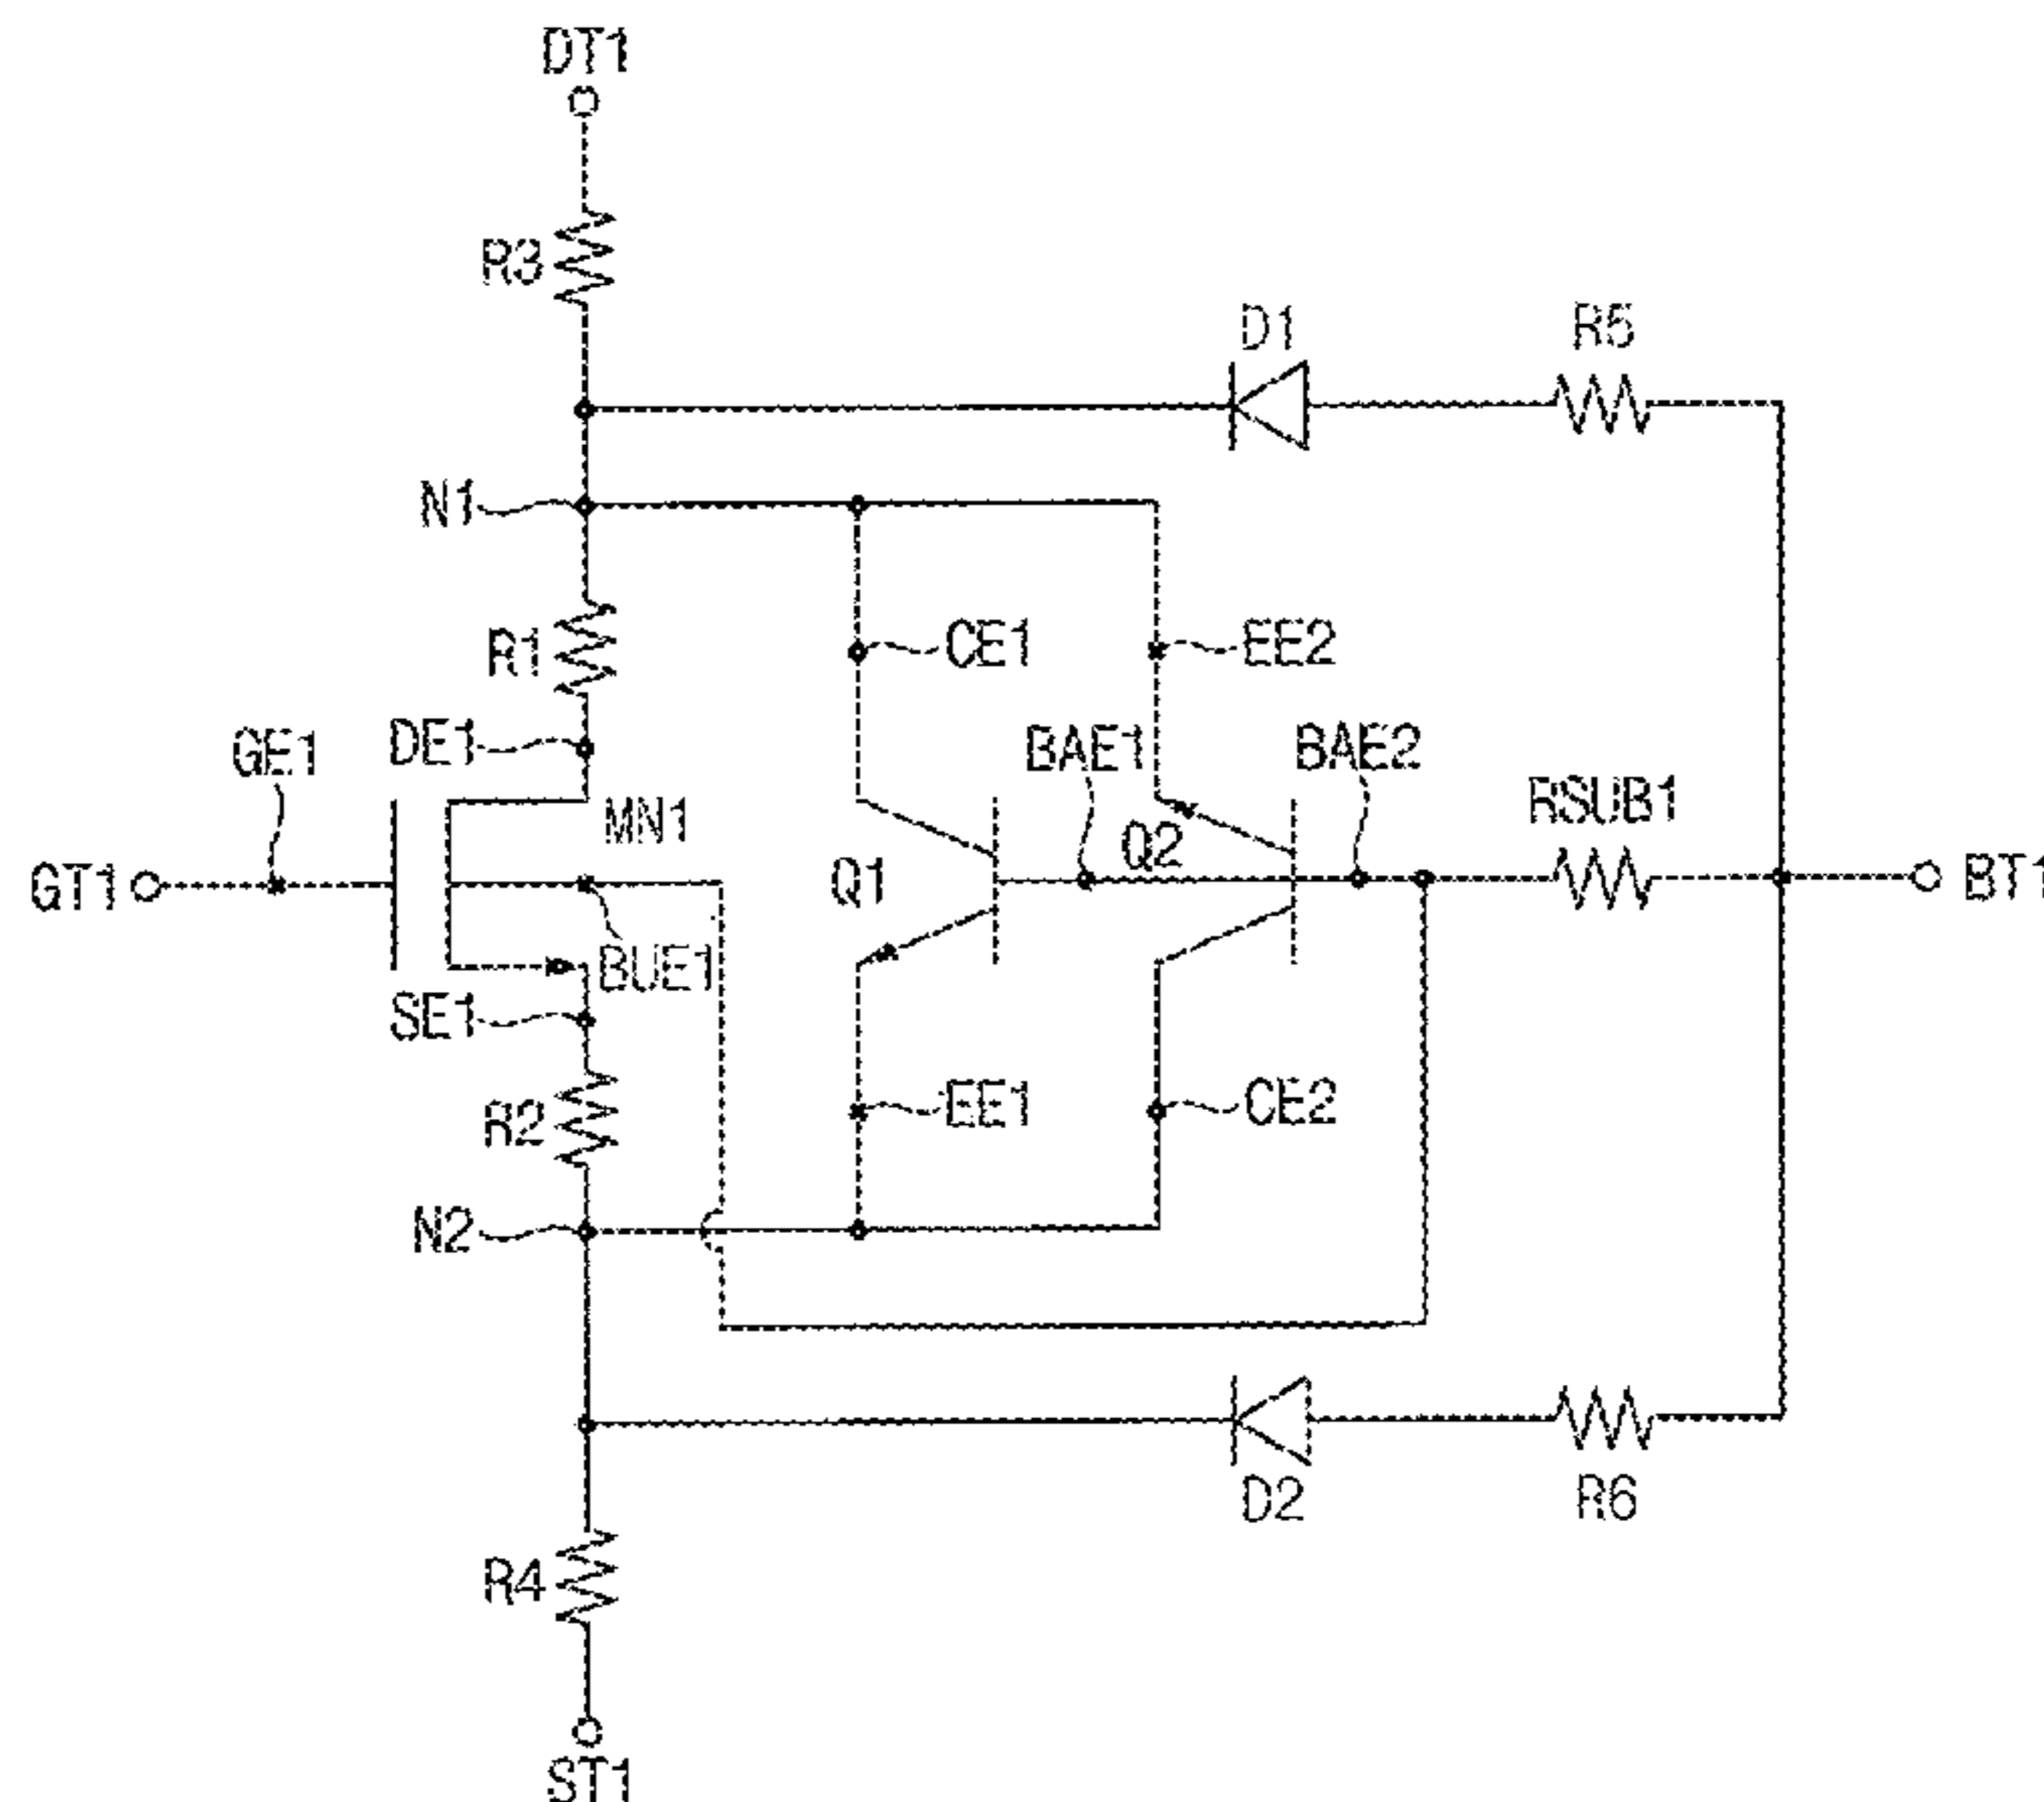 DT1
R3
D1
R5
N1
R1
CE1
EE2
GE1
DE1
BAE1
BAE2
MN1
RSUB1
Q1
Q2
GT1
BT1
BUE1
SE1
R2
EE1
CE2
N2
D2
R6
R4
ST1